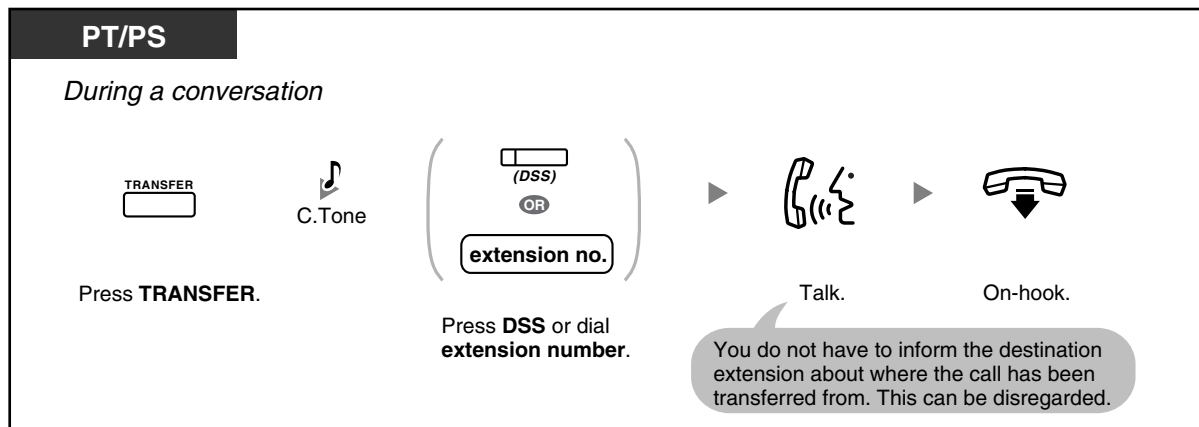 PT/PS
During a conversation
TRANSFER
C.Tone
(DSS)
OR
extension no.
Press TRANSFER.
Press DSS or dial
extension number.
Talk.
On-hook.
You do not have to inform the destination
extension about where the call has been
transferred from. This can be disregarded.